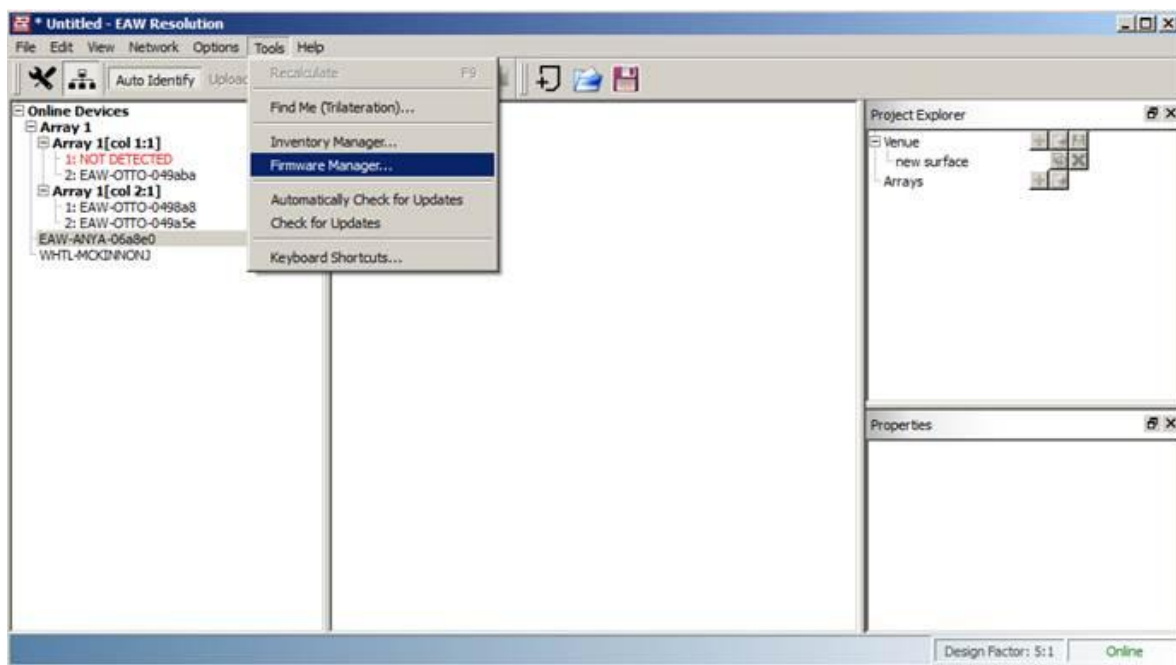 * Untitled - EAW Resolution
File Edit View Network Options Tools Help
Auto Identify
Recalculate F9
Find Me (Trilateration)...
Inventory Manager...
Firmware Manager...
Automatically Check for Updates
Check for Updates
Keyboard Shortcuts...
Online Devices
Array 1
Array 1[col 1:1]
1: NOT DETECTED
2: EAW-OTTO-049aba
Array 1[col 2:1]
1: EAW-OTTO-0498a8
2: EAW-OTTO-049a5e
EAW-ANYA-06a8e0
WHTL-MCKINNONJ
Project Explorer
Venue
new surface
Arrays
Properties
Design Factor: 5:1 Online